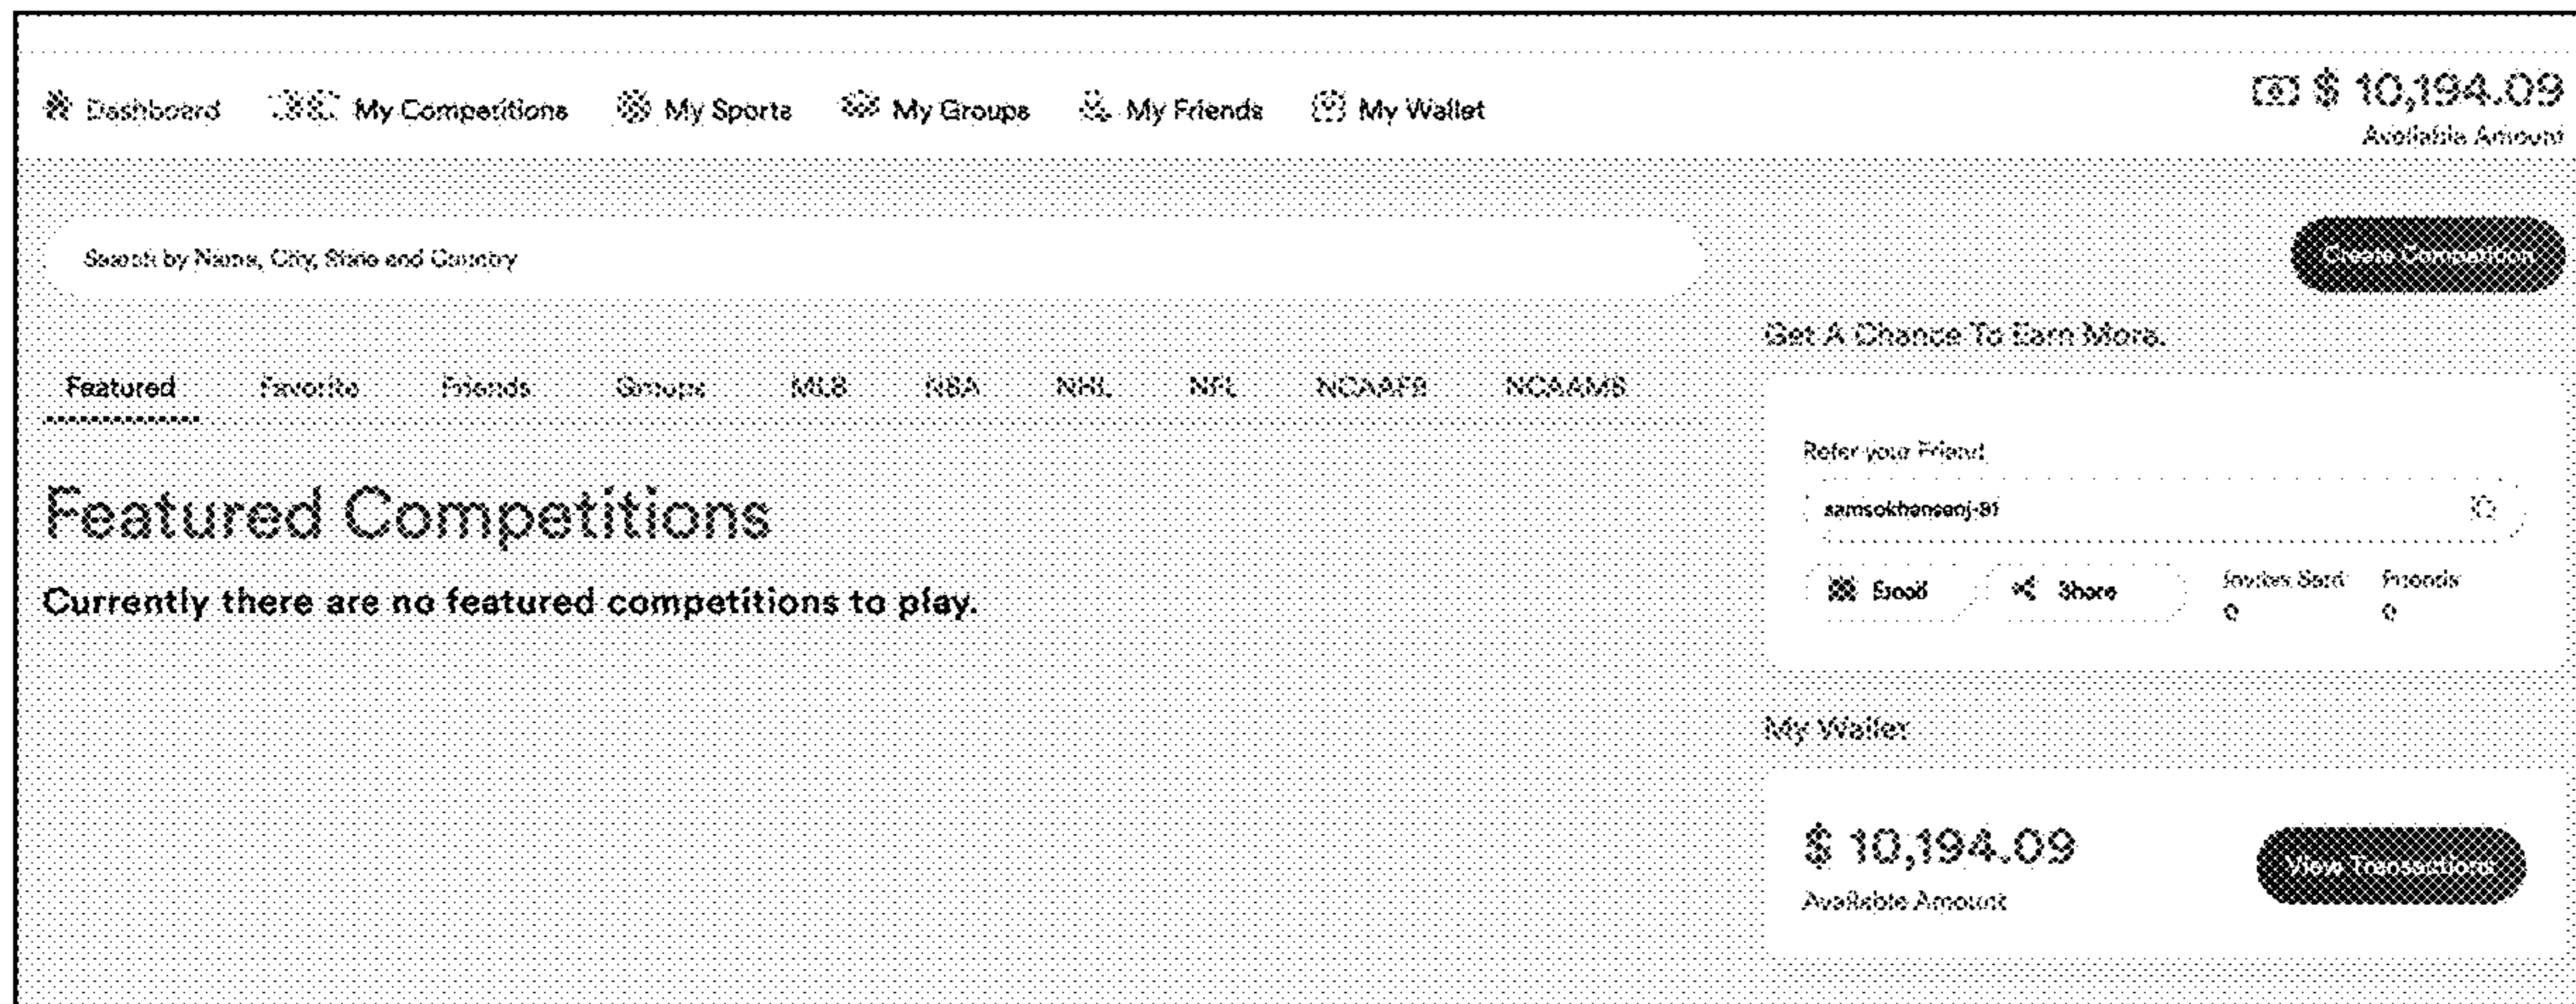 Dashboard My Competitions My Sports My Groups My Friends My Wallet
$ 10,194.09
Available Amount
Search by Name, City, State and Country
Create Competition
Featured Favorite Friends Groups MLB NBA NHL NFL NCAAFB NCAAMB
Featured Competitions
Currently there are no featured competitions to play.
Get A Chance To Earn More.
Refer your Friend
samsokhansanj-91
Email Share Invites Sent Friends
0 0
My Wallet
$ 10,194.09
Available Amount
View Transactions